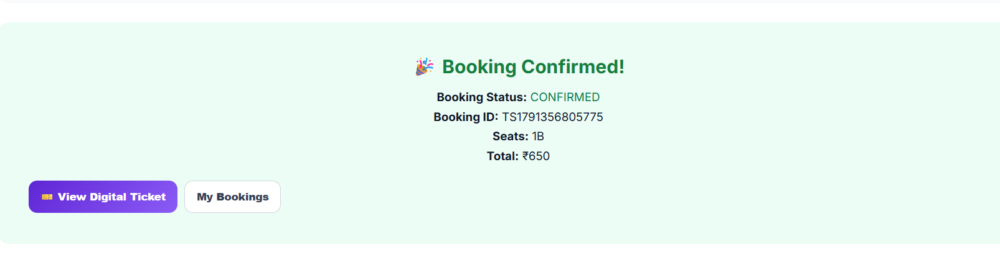 🎉 Booking Confirmed!
Booking Status: CONFIRMED
Booking ID: TS1791356805775
Seats: 1B
Total: ₹650
🎫 View Digital Ticket
My Bookings